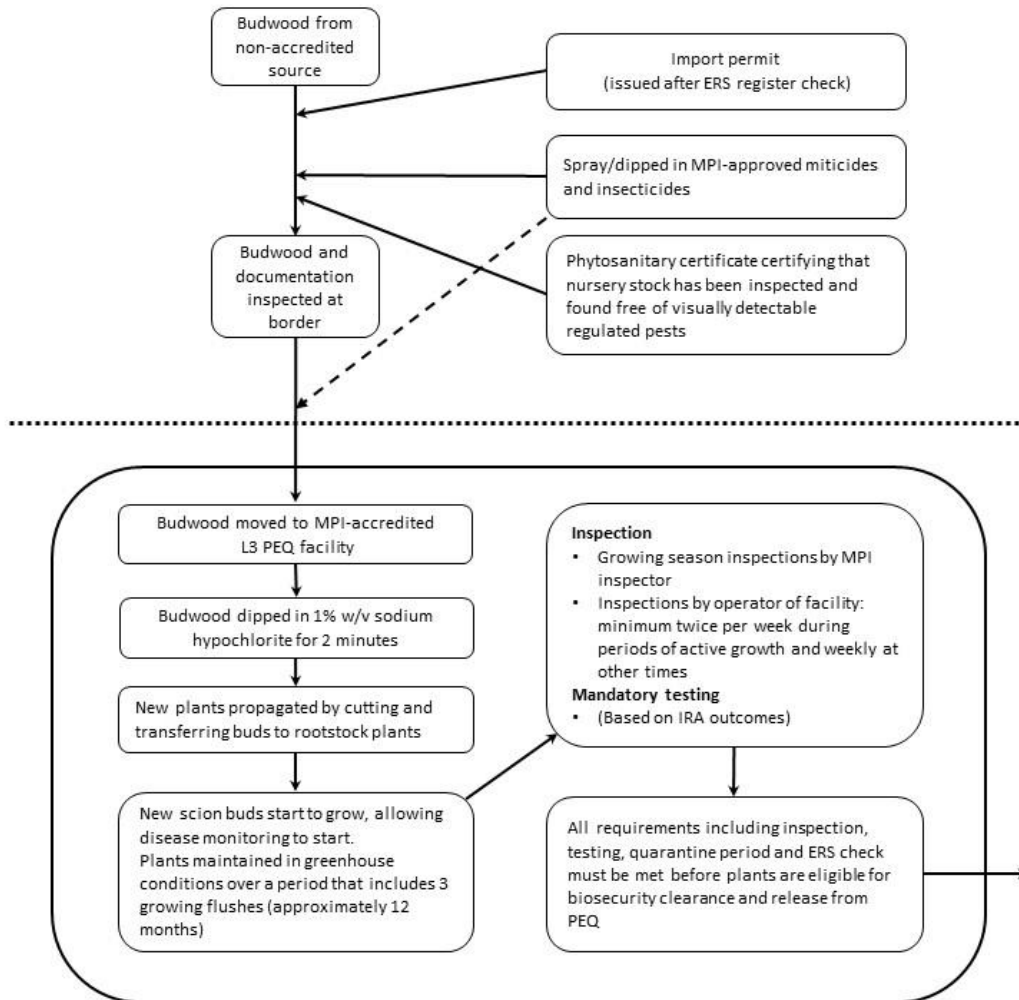 Budwood from
non-accredited
source
Import permit
(issued after ERS register check)
Spray/dipped in MPI-approved miticides
and insecticides
Budwood and
documentation
inspected at
border
Phytosanitary certificate certifying that
nursery stock has been inspected and
found free of visually detectable
regulated pests
Budwood moved to MPI-accredited
L3 PEQ facility
Budwood dipped in 1% w/v sodium
hypochlorite for 2 minutes
New plants propagated by cutting and
transferring buds to rootstock plants
New scion buds start to grow, allowing
disease monitoring to start.
Plants maintained in greenhouse
conditions over a period that includes 3
growing flushes (approximately 12
months)
Inspection
▪ Growing season inspections by MPI
inspector
▪ Inspections by operator of facility:
minimum twice per week during
periods of active growth and weekly at
other times
Mandatory testing
▪ (Based on IRA outcomes)
All requirements including inspection,
testing, quarantine period and ERS check
must be met before plants are eligible for
biosecurity clearance and release from
PEQ